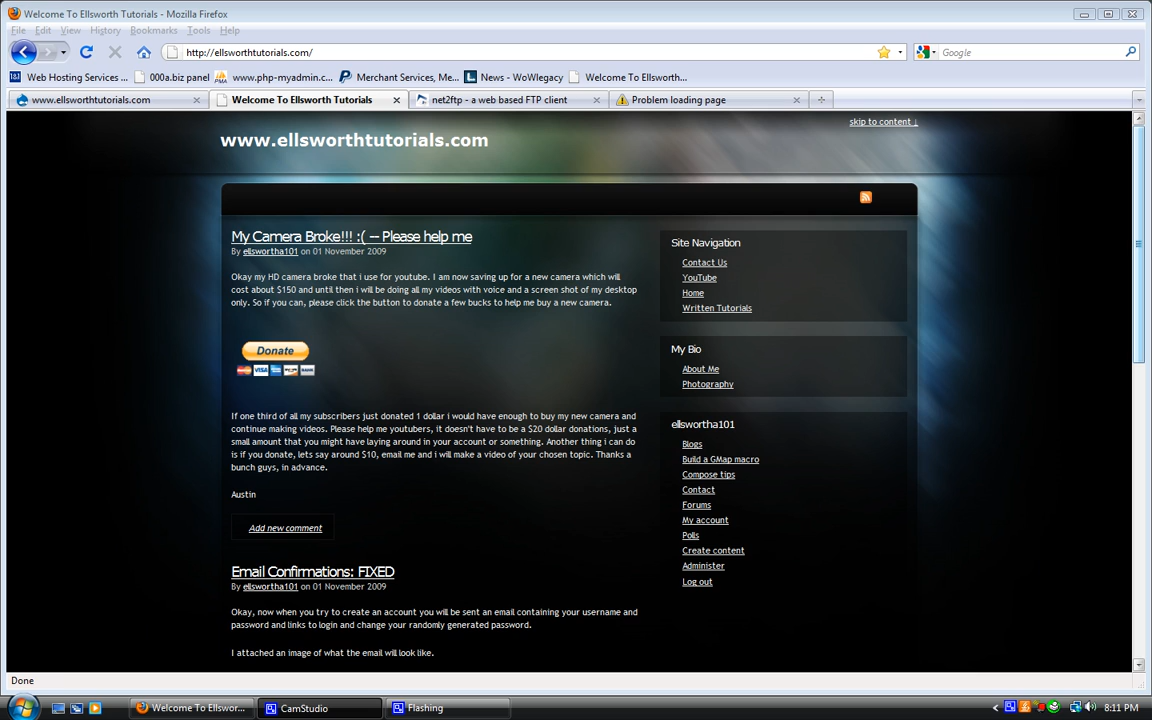 Welcome To Ellsworth Tutorials - Mozilla Firefox
File Edit View History Bookmarks Tools Help
http://ellsworthtutorials.com/
Google
Web Hosting Services ... 000a.biz panel www.php-myadmin.c... Merchant Services, Me... News - WoWlegacy Welcome To Ellsworth...
www.ellsworthtutorials.com Welcome To Ellsworth Tutorials net2ftp - a web based FTP client Problem loading page
skip to content ↓
www.ellsworthtutorials.com
My Camera Broke!!! :( -- Please help me
By ellswortha101 on 01 November 2009
Okay my HD camera broke that i use for youtube. I am now saving up for a new camera which will
cost about $150 and until then i will be doing all my videos with voice and a screen shot of my desktop
only. So if you can, please click the button to donate a few bucks to help me buy a new camera.
Donate
VISA
BANK
If one third of all my subscribers just donated 1 dollar i would have enough to buy my new camera and
continue making videos. Please help me youtubers, it doesn't have to be a $20 dollar donations, just a
small amount that you might have laying around in your account or something. Another thing i can do
is if you donate, lets say around $10, email me and i will make a video of your chosen topic. Thanks a
bunch guys, in advance.
Austin
Add new comment
Email Confirmations: FIXED
By ellswortha101 on 01 November 2009
Okay, now when you try to create an account you will be sent an email containing your username and
password and links to login and change your randomly generated password.
I attached an image of what the email will look like.
Site Navigation
Contact Us
YouTube
Home
Written Tutorials
My Bio
About Me
Photography
ellswortha101
Blogs
Build a GMap macro
Compose tips
Contact
Forums
My account
Polls
Create content
Administer
Log out
Done
Welcome To Ellswor... CamStudio Flashing 8:11 PM